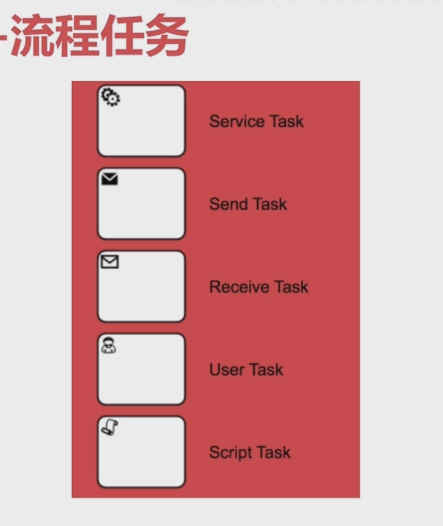 -流程任务
Service Task
Send Task
Receive Task
User Task
Script Task